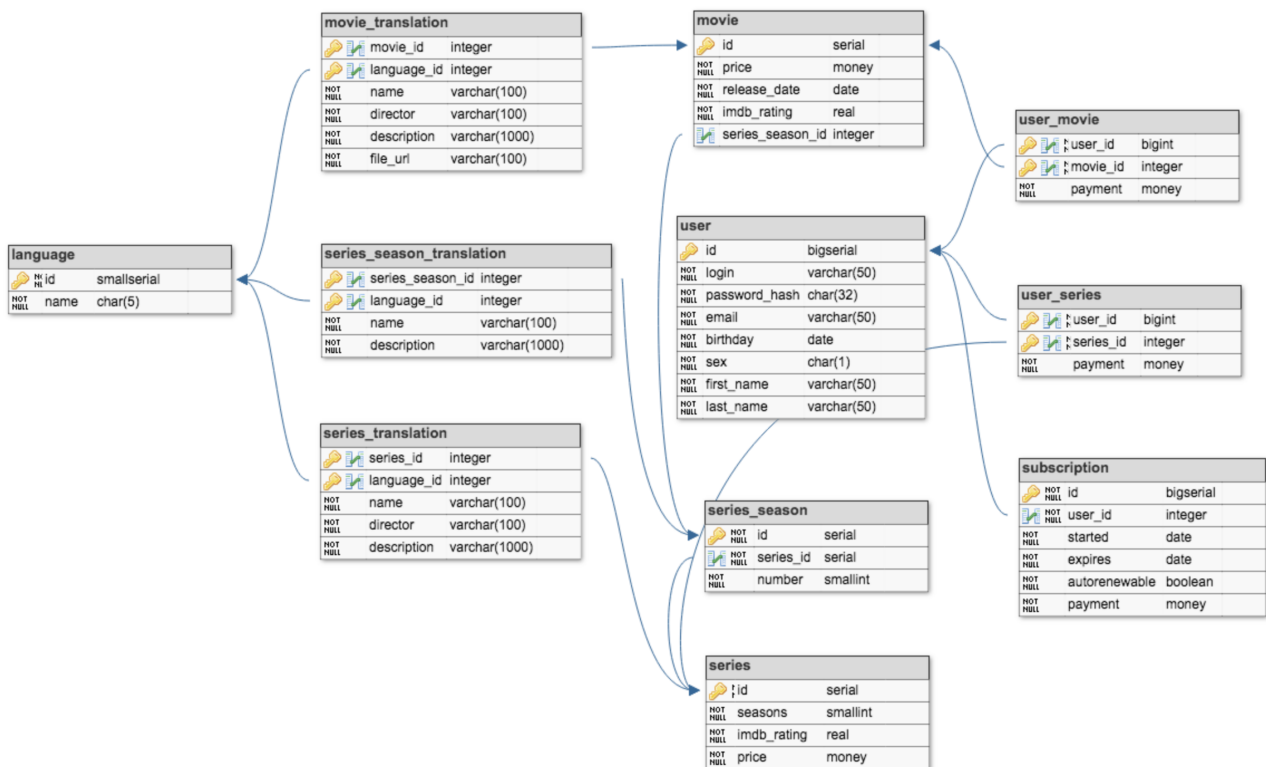 movie_translation
movie_id integer
language_id integer
NOT NULL name varchar(100)
NOT NULL director varchar(100)
NOT NULL description varchar(1000)
NOT NULL file_url varchar(100)
movie
id serial
NOT NULL price money
NOT NULL release_date date
NOT NULL imdb_rating real
series_season_id integer
user_movie
user_id bigint
movie_id integer
NOT NULL payment money
language
id smallserial
NOT NULL name char(5)
series_season_translation
series_season_id integer
language_id integer
NOT NULL name varchar(100)
NOT NULL description varchar(1000)
user
id bigserial
NOT NULL login varchar(50)
NOT NULL password_hash char(32)
NOT NULL email varchar(50)
NOT NULL birthday date
NOT NULL sex char(1)
NOT NULL first_name varchar(50)
NOT NULL last_name varchar(50)
user_series
user_id bigint
series_id integer
NOT NULL payment money
series_translation
series_id integer
language_id integer
NOT NULL name varchar(100)
NOT NULL director varchar(100)
NOT NULL description varchar(1000)
series_season
NOT NULL id serial
NOT NULL series_id serial
NOT NULL number smallint
subscription
NOT NULL id bigserial
NOT NULL user_id integer
NOT NULL started date
NOT NULL expires date
NOT NULL autorenewable boolean
NOT NULL payment money
series
id serial
NOT NULL seasons smallint
NOT NULL imdb_rating real
NOT NULL price money